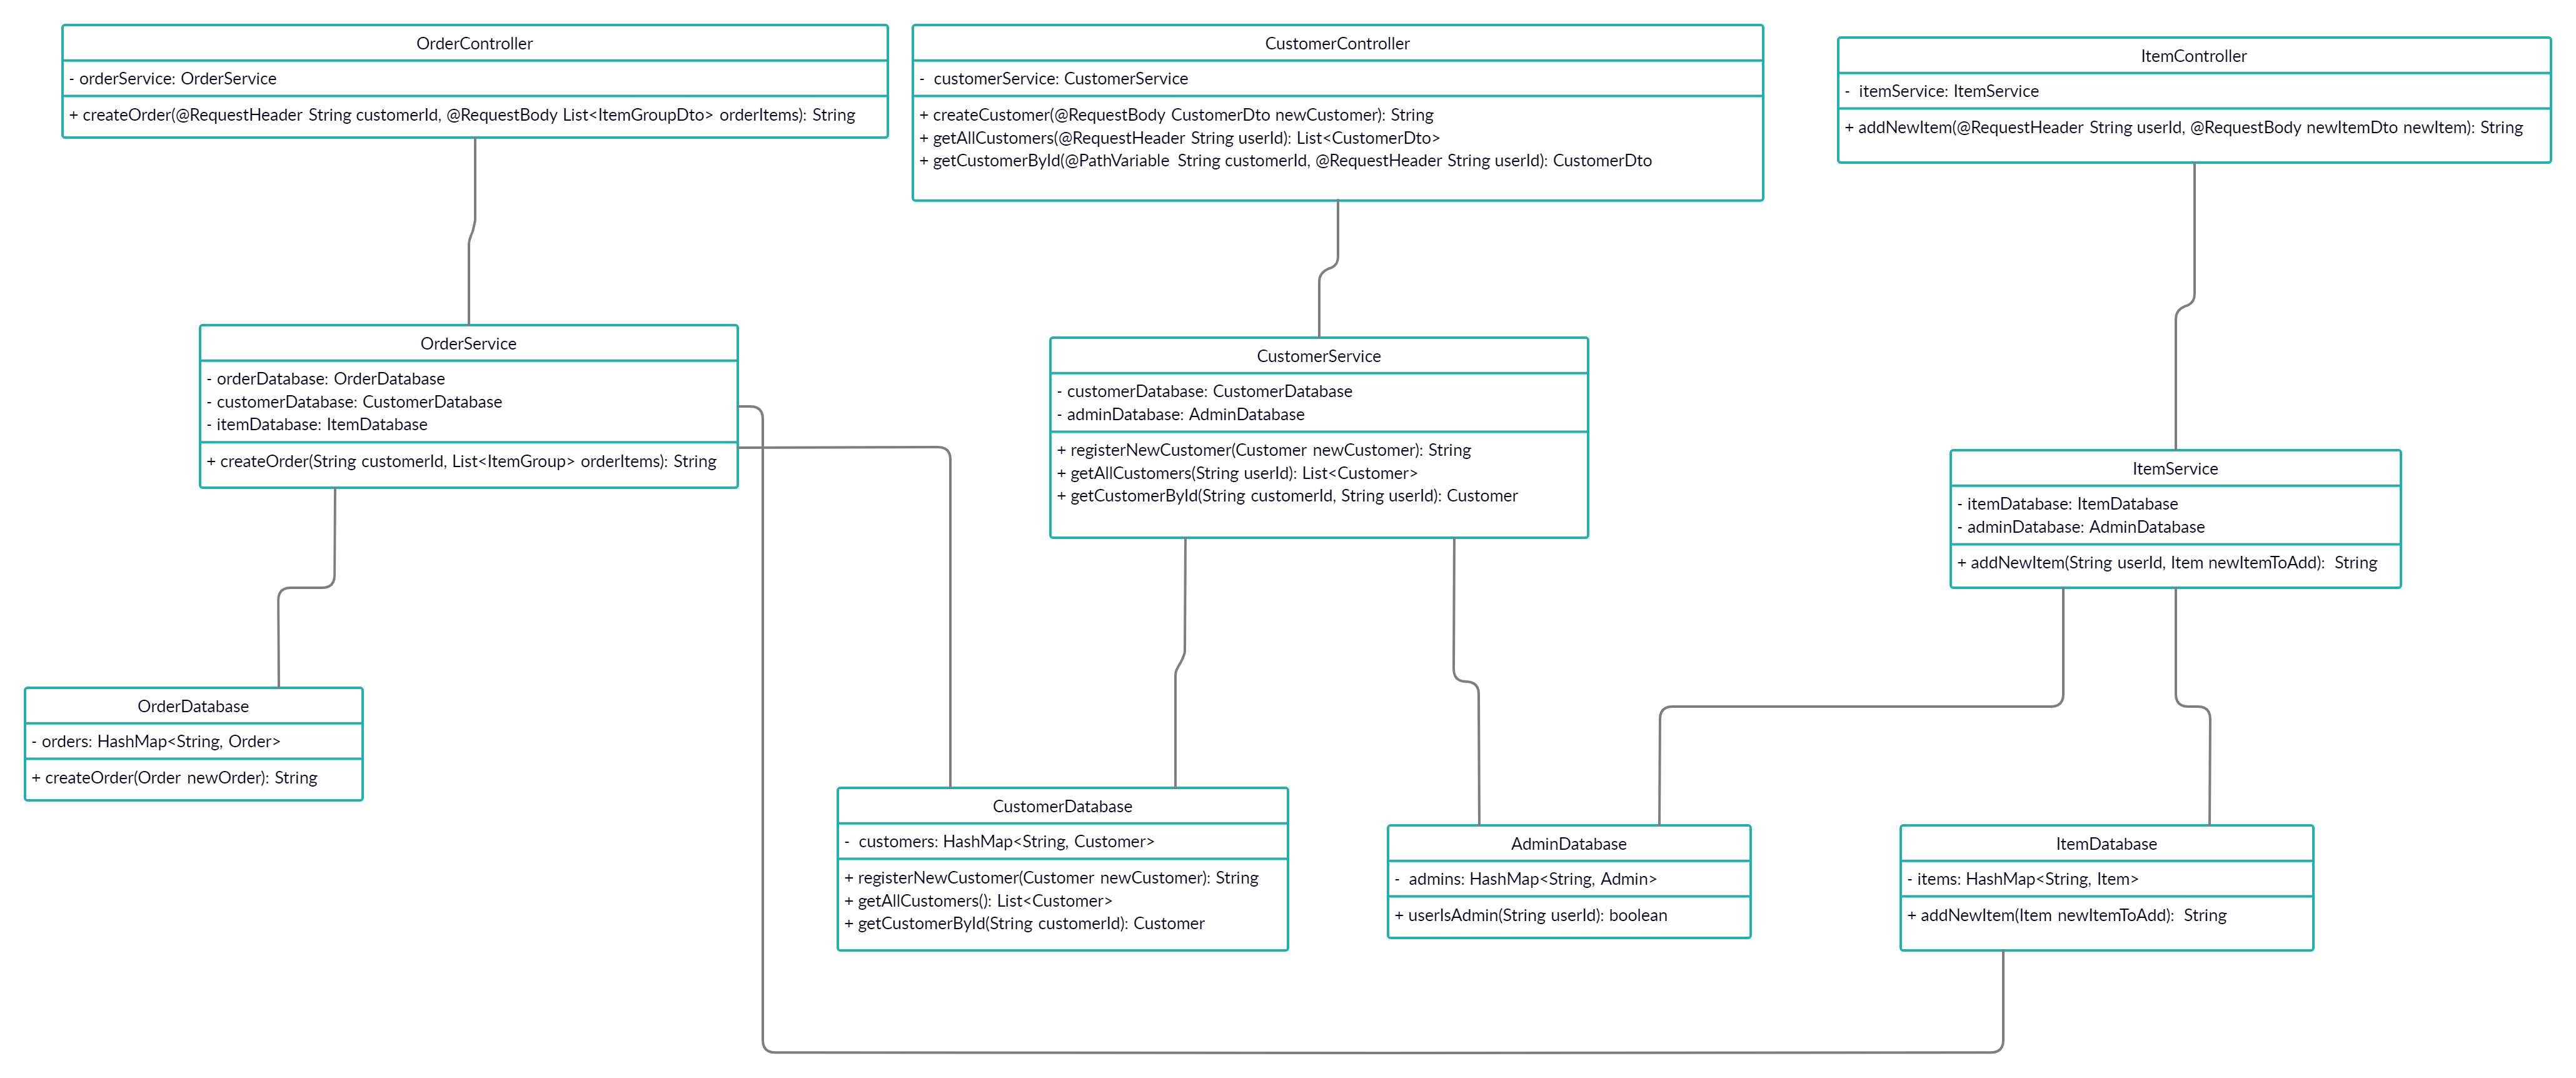 OrderController
- orderService: OrderService
+ createOrder(@RequestHeader String customerId, @RequestBody List<ItemGroupDto> orderItems): String
CustomerController
- customerService: CustomerService
+ createCustomer(@RequestBody CustomerDto newCustomer): String
+ getAllCustomers(@RequestHeader String userId): List<CustomerDto>
+ getCustomerById(@PathVariable String customerId, @RequestHeader String userId): CustomerDto
ItemController
- itemService: ItemService
+ addNewItem(@RequestHeader String userId, @RequestBody newItemDto newItem): String
OrderService
- orderDatabase: OrderDatabase
- customerDatabase: CustomerDatabase
- itemDatabase: ItemDatabase
+ createOrder(String customerId, List<ItemGroup> orderItems): String
CustomerService
- customerDatabase: CustomerDatabase
- adminDatabase: AdminDatabase
+ registerNewCustomer(Customer newCustomer): String
+ getAllCustomers(String userId): List<Customer>
+ getCustomerById(String customerId, String userId): Customer
ItemService
- itemDatabase: ItemDatabase
- adminDatabase: AdminDatabase
+ addNewItem(String userId, Item newItemToAdd): String
OrderDatabase
- orders: HashMap<String, Order>
+ createOrder(Order newOrder): String
CustomerDatabase
- customers: HashMap<String, Customer>
+ registerNewCustomer(Customer newCustomer): String
+ getAllCustomers(): List<Customer>
+ getCustomerById(String customerId): Customer
AdminDatabase
- admins: HashMap<String, Admin>
+ userIsAdmin(String userId): boolean
ItemDatabase
- items: HashMap<String, Item>
+ addNewItem(Item newItemToAdd): String